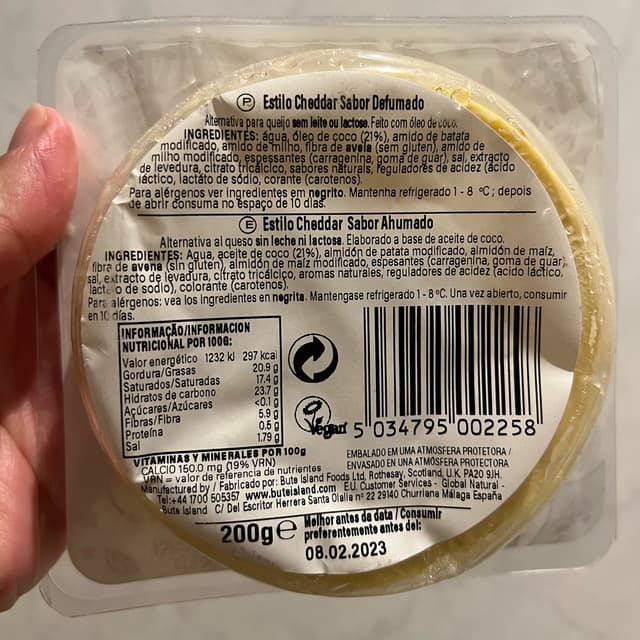 P Estilo Cheddar Sabor Defumado
Alternativa para queijo sem leite ou lactose. Feito com óleo de coco.
INGREDIENTES: água, óleo de coco (21%), amido de batata
modificado, amido de milho, fibra de aveia (sem gluten), amido de
milho modificado, espessantes (carragenina, goma de guar), sal, extracto
de levedura, citrato tricálcico, sabores naturais, reguladores de acidez (ácido
láctico, lactáto de sódio, corante (carotenos).
Para alérgenos ver ingredientes em negrito. Mantenha refrigerado 1 - 8 ºC ; depois
de abrir consuma no espaço de 10 dias.
E Estilo Cheddar Sabor Ahumado
Alternativa al queso sin leche ni lactosa. Elaborado a base de aceite de coco.
INGREDIENTES: Agua, aceite de coco (21%), almidón de patata modificado, almidón de maíz,
fibra de avena (sin gluten), almidón de maíz modificado, espesantes (carragenina, goma de guar),
sal, extracto de levadura, citrato tricálcico, aromas naturales, reguladores de acidez (acido láctico,
lactato de sodio), colorante (carotenos).
Para alérgenos: vea los ingredientes en negrita. Mantengase refrigerado 1 - 8ºC. Una vez abierto, consumir
en 10 días.
INFORMAÇÃO/INFORMACION
NUTRICIONAL POR 100G:
Valor energético 1232 kJ 297 kcal
Gordura/Grasas 20.9 g
Saturados/Saturadas 17.4 g
Hidratos de carbono 23.7 g
Açúcares/Azúcares <0.1 g
Fibras/Fibra 5.9 g
Proteína 0.5 g
Sal 1.79 g
Vegan
5 034795 002258
VITAMINAS Y MINERALES POR 100g
CALCIO 150.0 mg (19% VRN)
VRN = valor de referencia de nutrientes
EMBALADO EM UMA ATMOSFERA PROTETORA /
ENVASADO EN UNA ATMÓSFERA PROTECTORA
Manufactured by / Fabricado por: Bute Island Foods Ltd, Rothesay, Scotland, U.K. PA20 9JH.
Tel:+44 1700 505357 www.buteisland.com E.U. Customer Services - Global Natural -
Bute Island C/ Del Escritor Herrera Santa Olalla nº 22 29140 Churriana Málaga España
200g e
Melhor antes da data / Consumir
preferentemente antes del:
08.02.2023